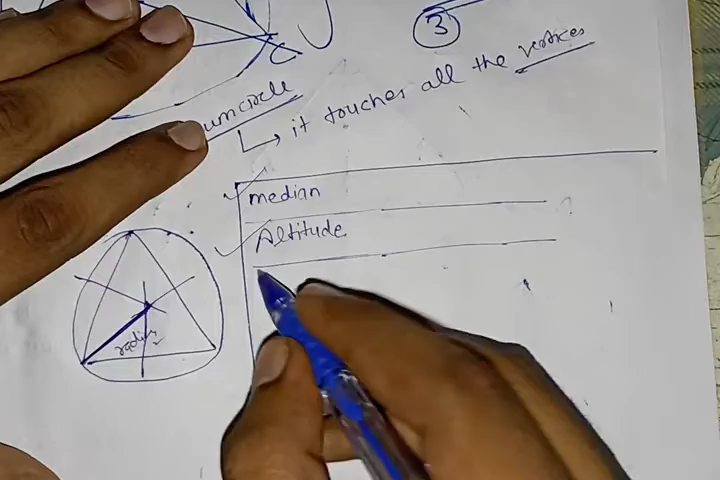 C
3
umcircle
it touches all the vertices
median
Altitude
radius